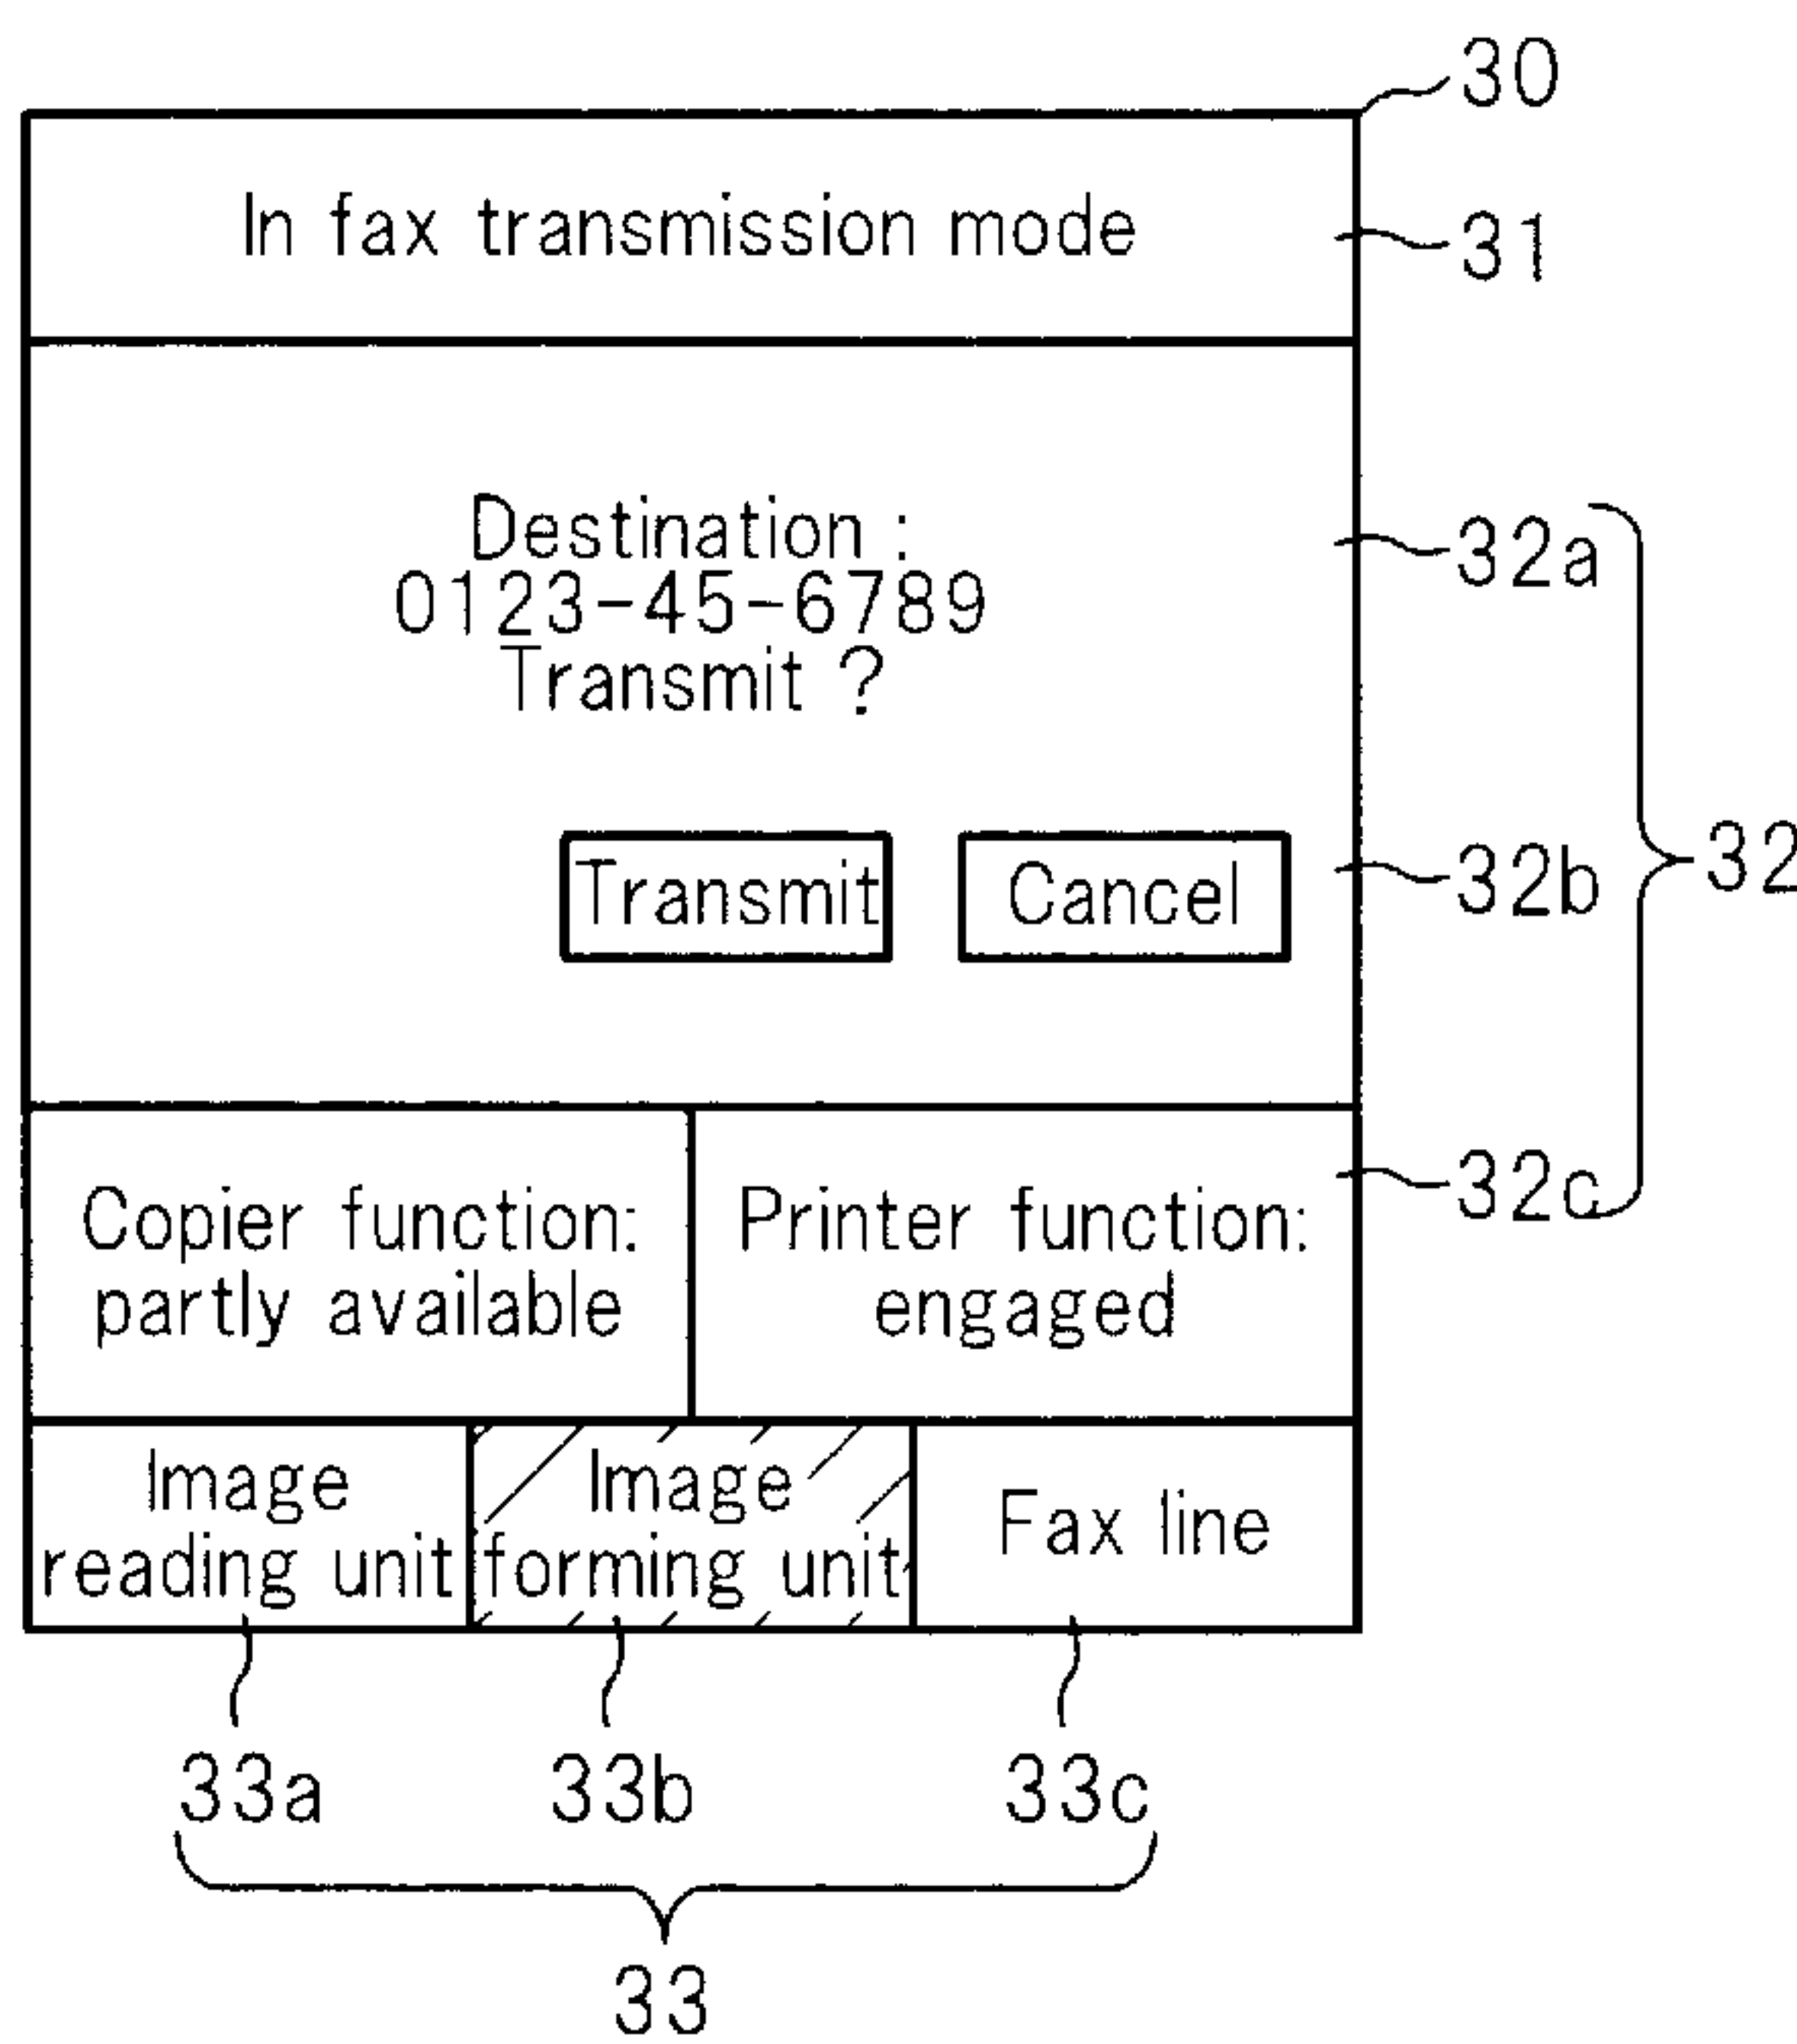 30
In fax transmission mode
31
Destination :
0123-45-6789
Transmit ?
32a
Transmit
Cancel
32b
32
Copier function:
partly available
Printer function:
engaged
32c
Image
reading unit
Image
forming unit
Fax line
33a
33b
33c
33